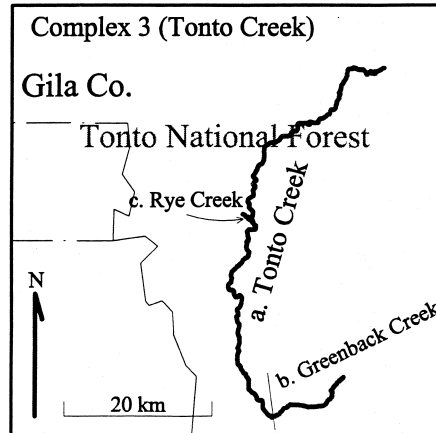 Complex 3 (Tonto Creek)
Gila Co.
Tonto National Forest
c. Rye Creek
a. Tonto Creek
N
b. Greenback Creek
20 km